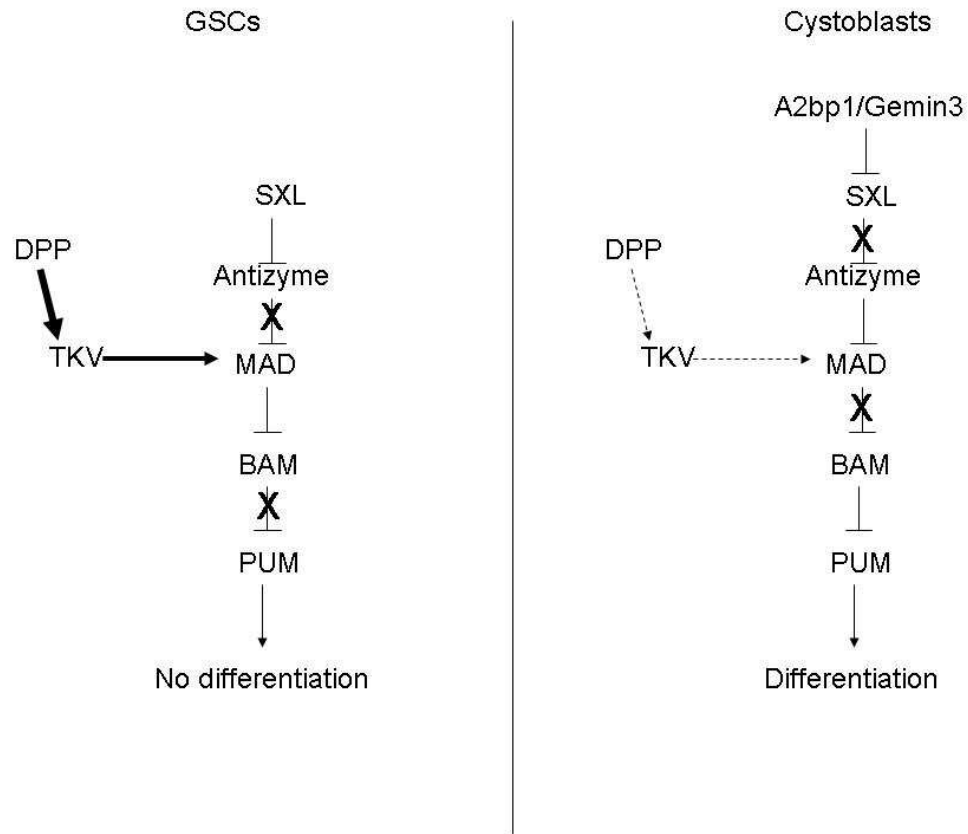 GSCs
SXL
DPP
Antizyme
X
TKV
MAD
BAM
X
PUM
No differentiation
Cystoblasts
A2bp1/Gemin3
SXL
X
DPP
Antizyme
TKV
MAD
X
BAM
PUM
Differentiation